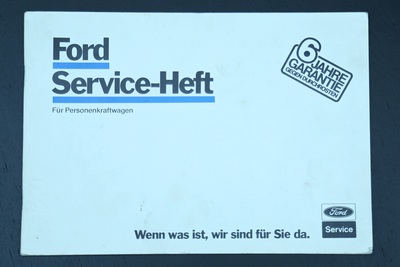 Ford
Service-Heft
Für Personenkraftwagen
6 JAHRE
GARANTIE
GEGEN DURCHROSTEN
Wenn was ist, wir sind für Sie da.
Ford
Service